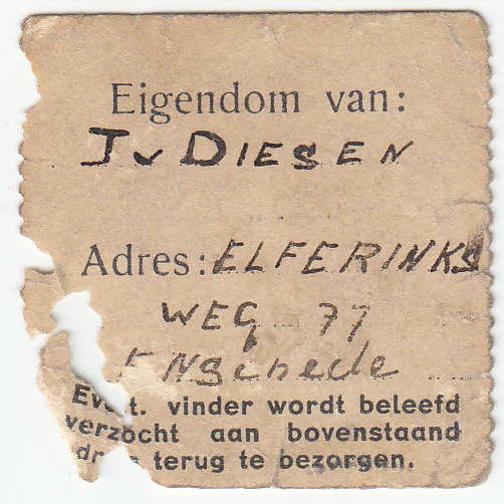 Eigendom van:
J v DIESEN
Adres: ELFERINKS
WEG 77
ENschede
Evt. vinder wordt beleefd
verzocht aan bovenstaand
terug te bezorgen.